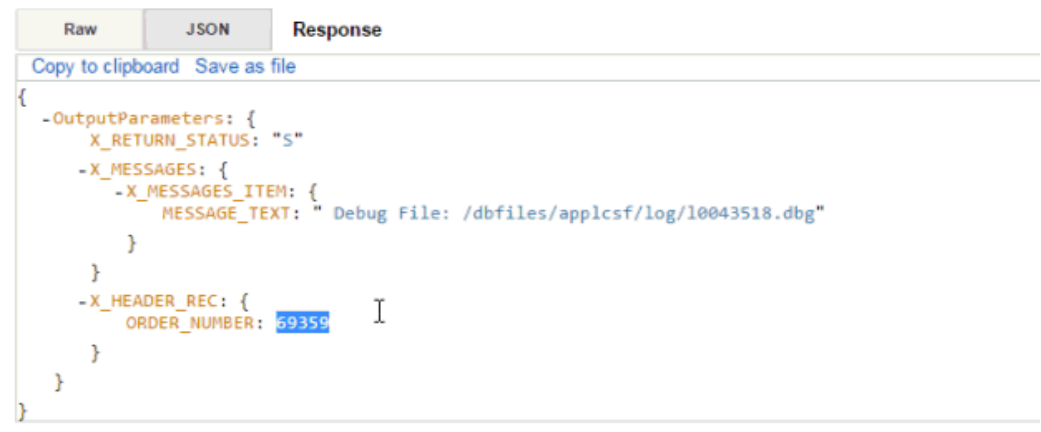 Raw JSON Response
Copy to clipboard Save as file
{
-OutputParameters: {
X_RETURN_STATUS: "S"
-X_MESSAGES: {
-X_MESSAGES_ITEM: {
MESSAGE_TEXT: " Debug File: /dbfiles/applcsf/log/l0043518.dbg"
}
}
-X_HEADER_REC: {
ORDER_NUMBER: 69359
}
}
}